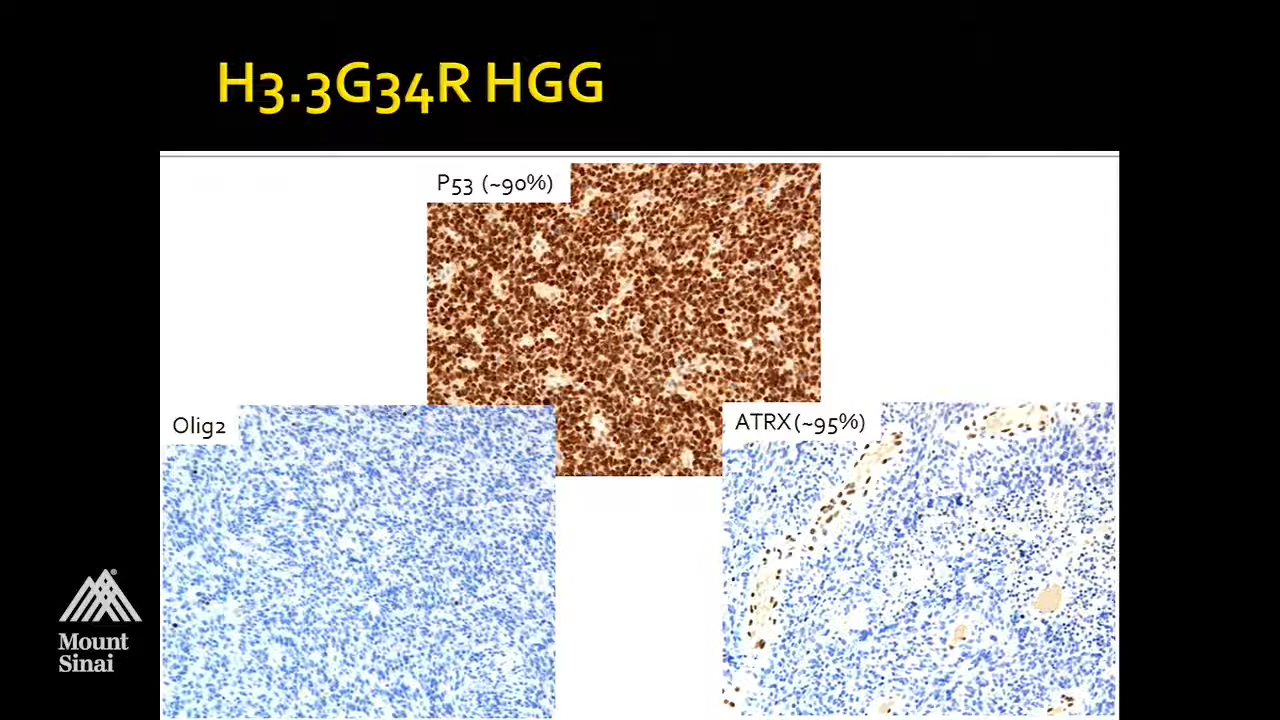 H3.3G34R HGG
P53 (~90%)
Olig2
ATRX(~95%)
Mount
Sinai